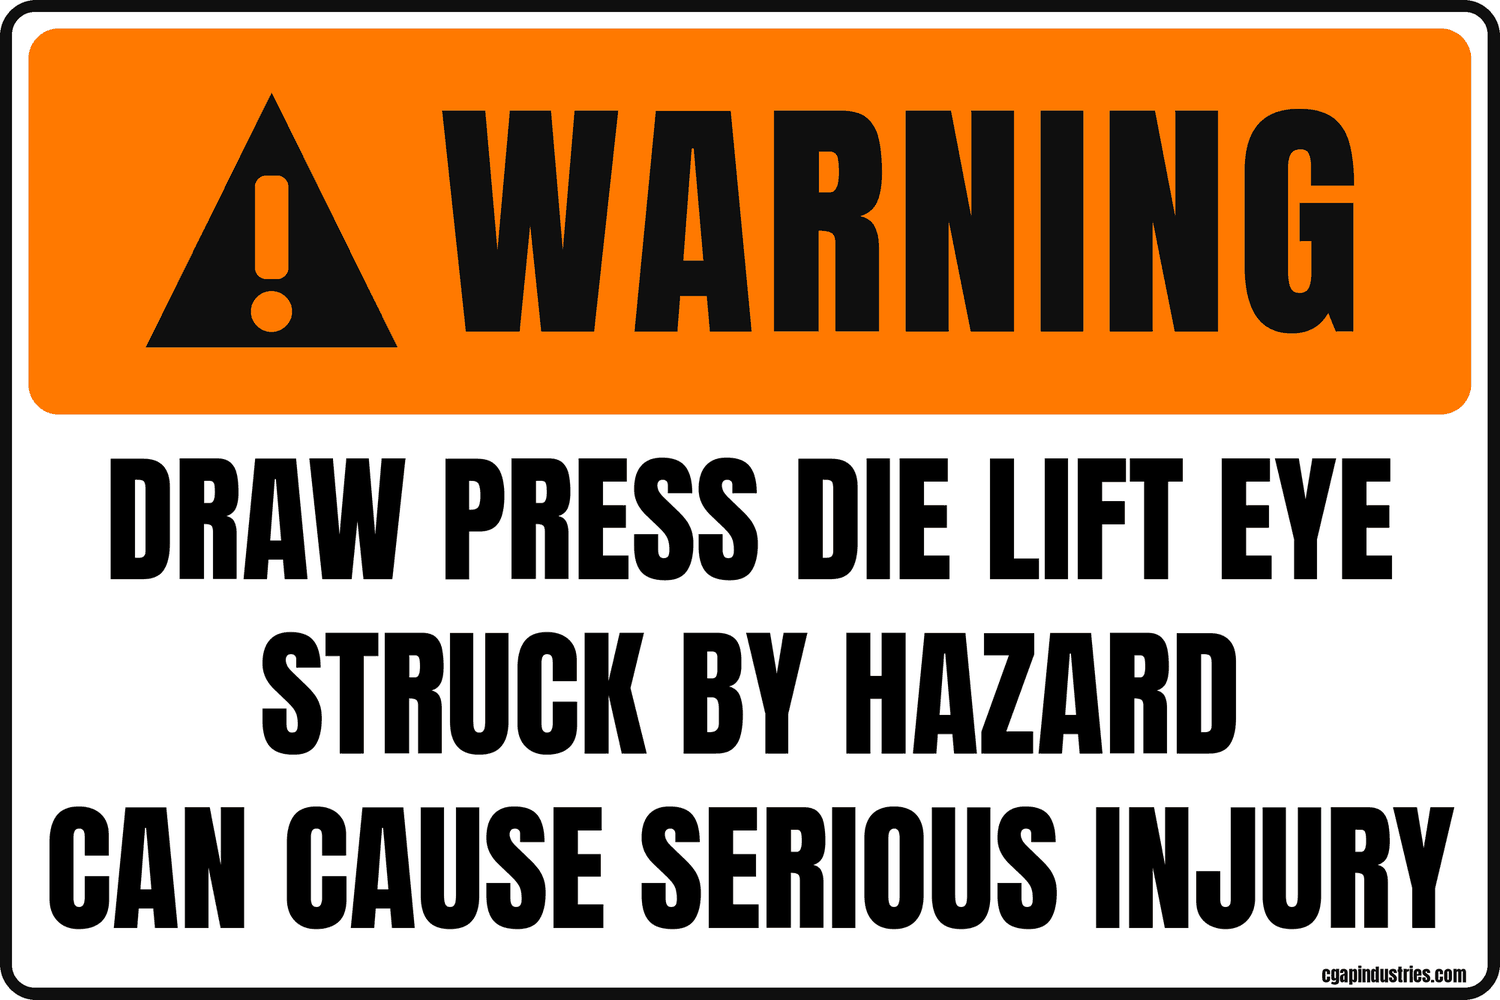 WARNING
DRAW PRESS DIE LIFT EYE
STRUCK BY HAZARD
CAN CAUSE SERIOUS INJURY
cgapindustries.com